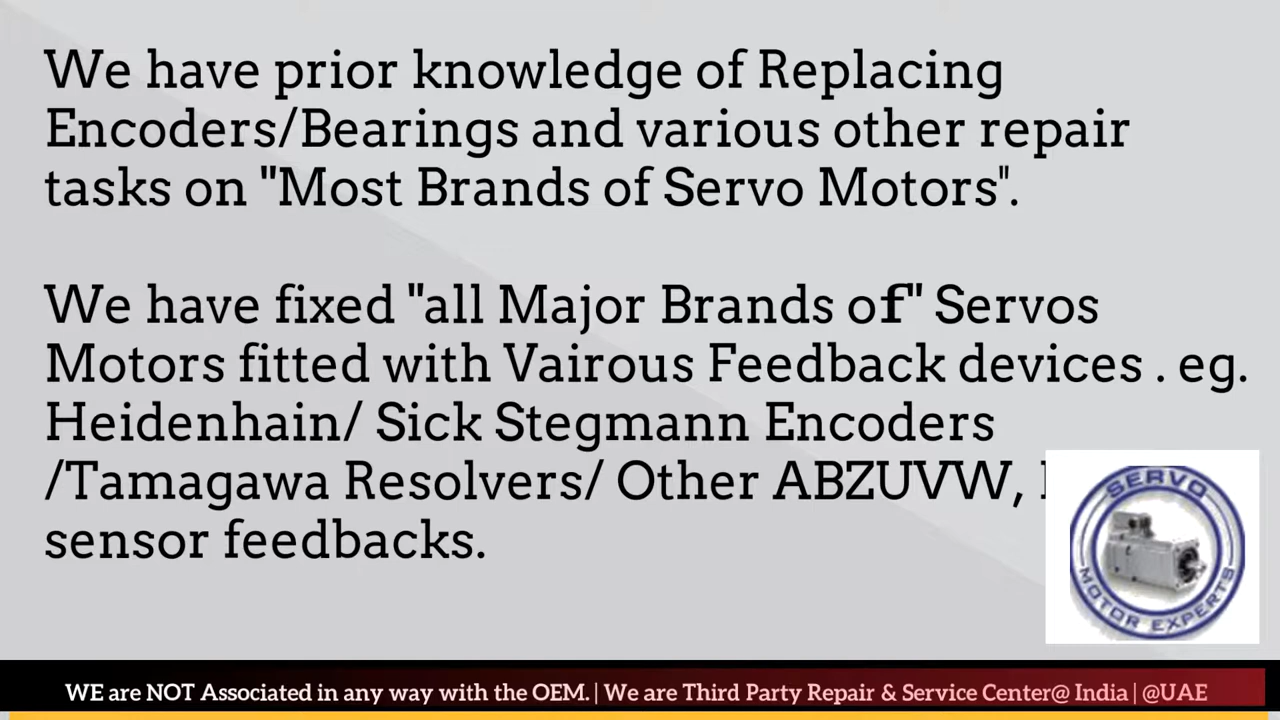 We have prior knowledge of Replacing
Encoders/Bearings and various other repair
tasks on "Most Brands of Servo Motors".
We have fixed "all Major Brands of" Servos
Motors fitted with Vairous Feedback devices . eg.
Heidenhain/ Sick Stegmann Encoders
/Tamagawa Resolvers/ Other ABZUVW,
sensor feedbacks.
SERVO
MOTOR EXPERTS
WE are NOT Associated in any way with the OEM. | We are Third Party Repair & Service Center@ India | @UAE